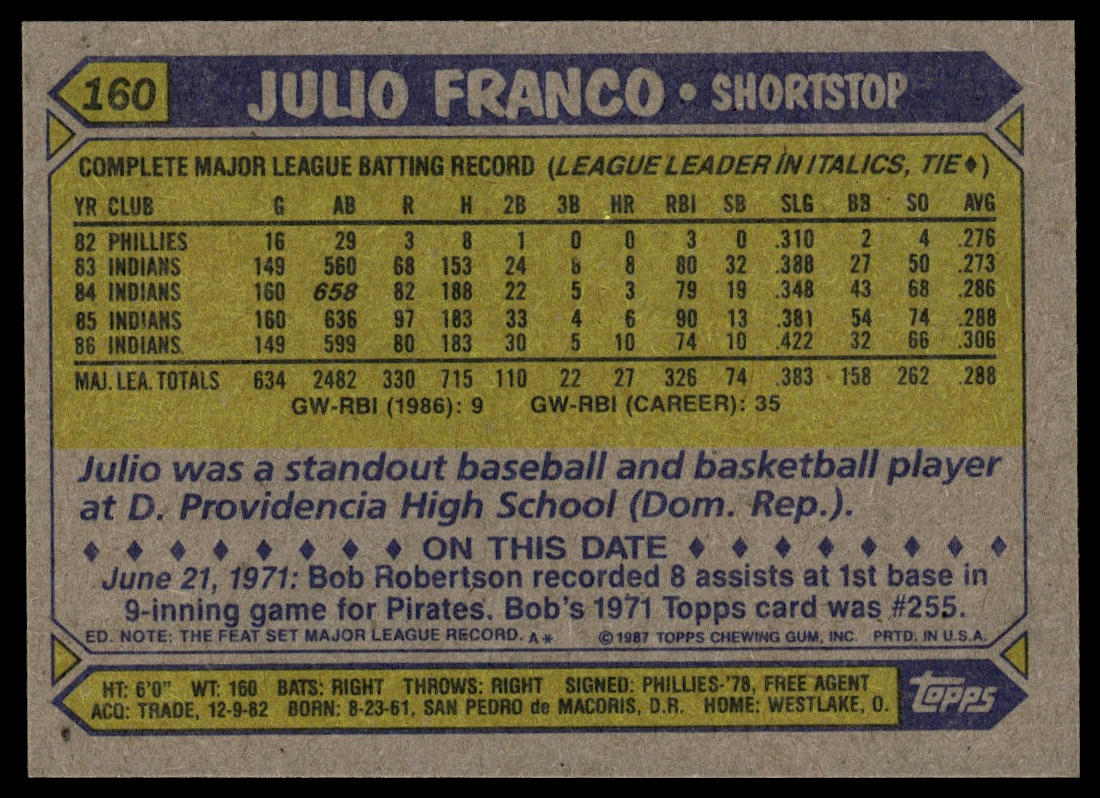 160 JULIO FRANCO • SHORTSTOP
COMPLETE MAJOR LEAGUE BATTING RECORD (LEAGUE LEADER IN ITALICS, TIE♦)
YR CLUB G AB R H 2B 3B HR RBI SB SLG BB SO AVG
82 PHILLIES 16 29 3 8 1 0 0 3 0 .310 2 4 .276
83 INDIANS 149 560 68 153 24 8 8 80 32 .388 27 50 .273
84 INDIANS 160 658 82 188 22 5 3 79 19 .348 43 68 .286
85 INDIANS 160 636 97 183 33 4 6 90 13 .381 54 74 .288
86 INDIANS 149 599 80 183 30 5 10 74 10 .422 32 66 .306
MAJ. LEA. TOTALS 634 2482 330 715 110 22 27 326 74 .383 158 262 .288
GW-RBI (1986): 9 GW-RBI (CAREER): 35
Julio was a standout baseball and basketball player
at D. Providencia High School (Dom. Rep.).
♦ ♦ ♦ ♦ ♦ ♦ ♦ ♦ ON THIS DATE ♦ ♦ ♦ ♦ ♦ ♦ ♦ ♦
June 21, 1971: Bob Robertson recorded 8 assists at 1st base in
9-inning game for Pirates. Bob's 1971 Topps card was #255.
ED. NOTE: THE FEAT SET MAJOR LEAGUE RECORD. A* ©1987 TOPPS CHEWING GUM, INC. PRTD. IN U.S.A.
HT: 6'0" WT: 160 BATS: RIGHT THROWS: RIGHT SIGNED: PHILLIES-'78, FREE AGENT
ACQ: TRADE, 12-9-82 BORN: 8-23-61, SAN PEDRO de MACORIS, D.R. HOME: WESTLAKE, O.
topps